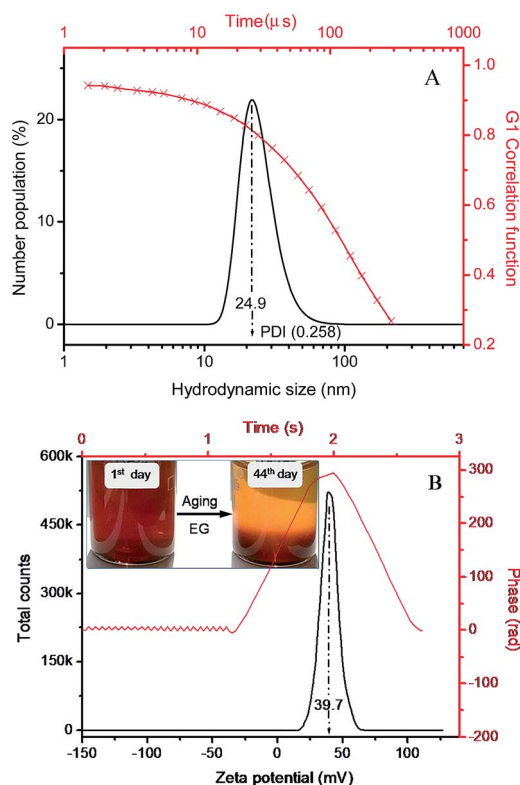 Time(μs)
1 10 100 1000
A
Number population (%)
20
10
0
1.0
0.8
0.6
0.4
0.2
G1 Correlation function
24.9
PDI (0.258)
1 10 100
Hydrodynamic size (nm)
Time (s)
0 1 2 3
B
1st day
44th day
Aging
EG
Total counts
600k
450k
300k
150k
0
300
200
100
0
-100
-200
Phase (rad)
39.7
-150 -100 -50 0 50 100
Zeta potential (mV)